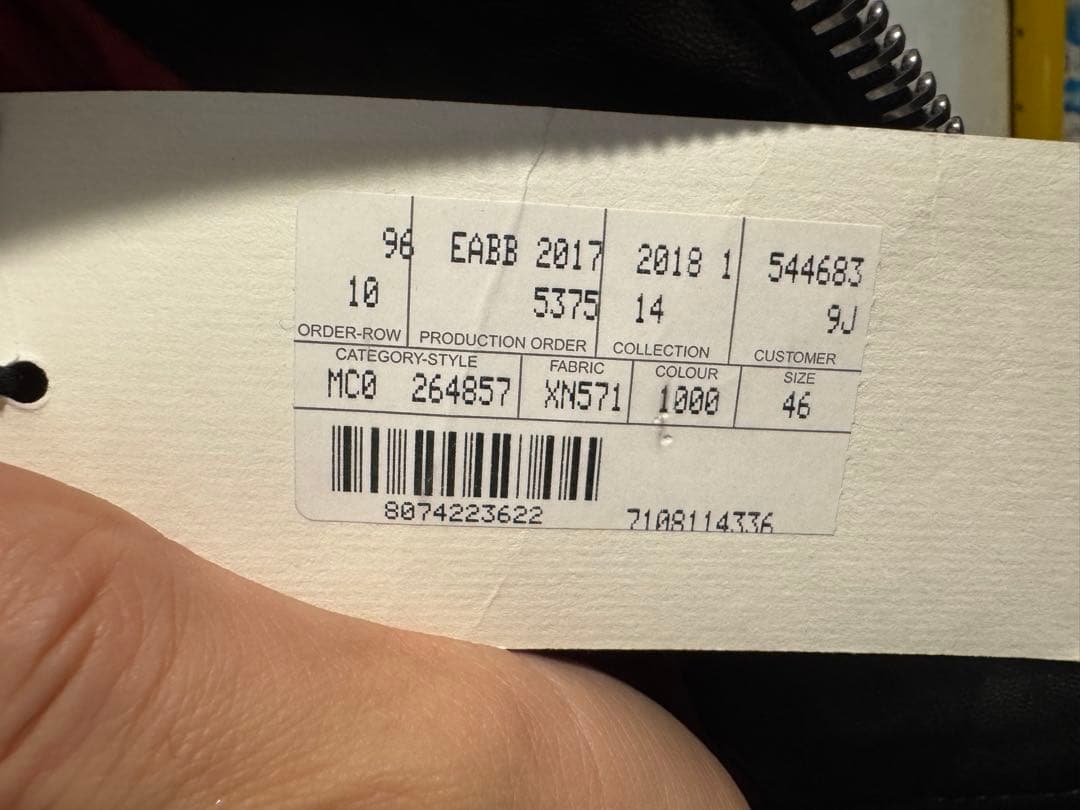 96 EABB 2017 2018 1 544683
10 5375 14 9J
ORDER-ROW PRODUCTION ORDER COLLECTION CUSTOMER
CATEGORY-STYLE FABRIC COLOUR SIZE
MC0 264857 XN571 1000 46
8074223622 7108114336